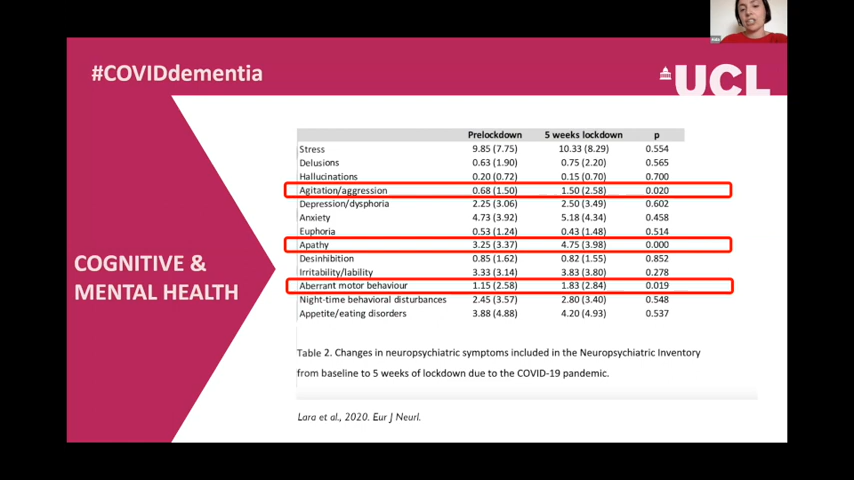 #COVIDdementia
UCL
Prelockdown 5 weeks lockdown p
Stress 9.85 (7.75) 10.33 (8.29) 0.554
Delusions 0.63 (1.90) 0.75 (2.20) 0.565
Hallucinations 0.20 (0.72) 0.15 (0.70) 0.700
Agitation/aggression 0.68 (1.50) 1.50 (2.58) 0.020
Depression/dysphoria 2.25 (3.06) 2.50 (3.49) 0.602
Anxiety 4.73 (3.92) 5.18 (4.34) 0.458
Euphoria 0.53 (1.24) 0.43 (1.48) 0.514
Apathy 3.25 (3.37) 4.75 (3.98) 0.000
Desinhibition 0.85 (1.62) 0.82 (1.55) 0.852
Irritability/lability 3.33 (3.14) 3.83 (3.80) 0.278
Aberrant motor behaviour 1.15 (2.58) 1.83 (2.84) 0.019
Night-time behavioral disturbances 2.45 (3.57) 2.80 (3.40) 0.548
Appetite/eating disorders 3.88 (4.88) 4.20 (4.93) 0.537
COGNITIVE &
MENTAL HEALTH
Table 2. Changes in neuropsychiatric symptoms included in the Neuropsychiatric Inventory
from baseline to 5 weeks of lockdown due to the COVID-19 pandemic.
Lara et al., 2020. Eur J Neurl.